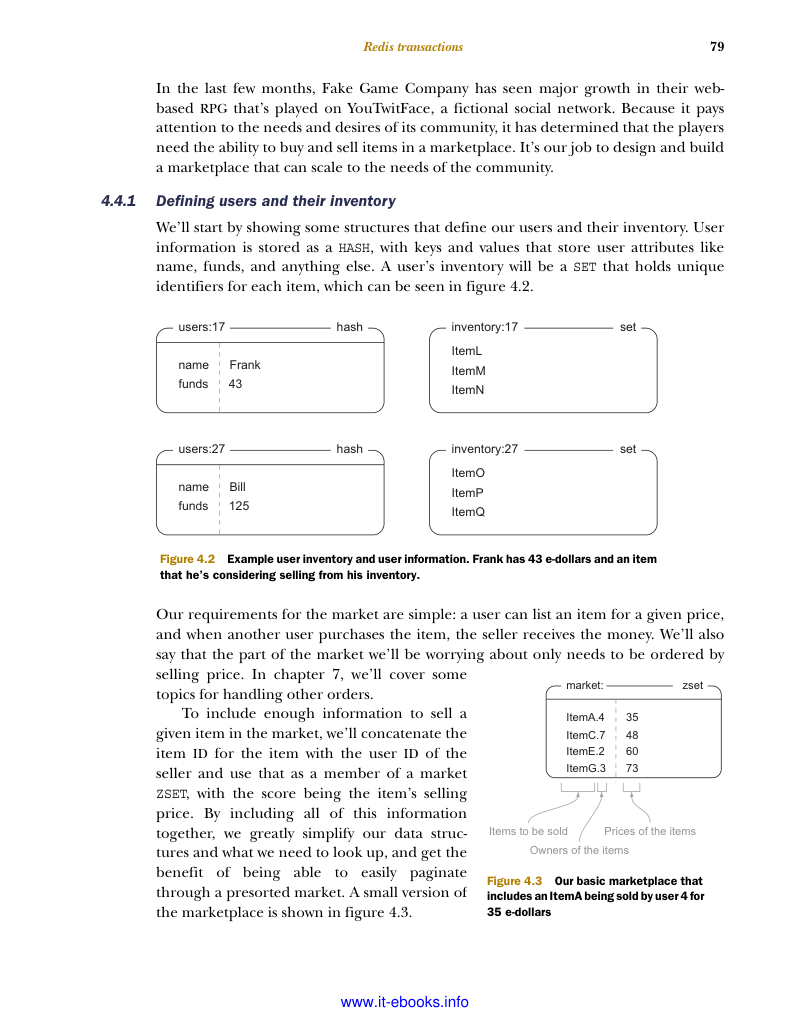 Redis transactions 79
In the last few months, Fake Game Company has seen major growth in their web-
based RPG that's played on YouTwitFace, a fictional social network. Because it pays
attention to the needs and desires of its community, it has determined that the players
need the ability to buy and sell items in a marketplace. It's our job to design and build
a marketplace that can scale to the needs of the community.
4.4.1 Defining users and their inventory
We'll start by showing some structures that define our users and their inventory. User
information is stored as a HASH, with keys and values that store user attributes like
name, funds, and anything else. A user's inventory will be a SET that holds unique
identifiers for each item, which can be seen in figure 4.2.
users:17 hash
name Frank
funds 43
inventory:17 set
ItemL
ItemM
ItemN
users:27 hash
name Bill
funds 125
inventory:27 set
ItemO
ItemP
ItemQ
Figure 4.2 Example user inventory and user information. Frank has 43 e-dollars and an item
that he's considering selling from his inventory.
Our requirements for the market are simple: a user can list an item for a given price,
and when another user purchases the item, the seller receives the money. We'll also
say that the part of the market we'll be worrying about only needs to be ordered by
selling price. In chapter 7, we'll cover some
topics for handling other orders.
To include enough information to sell a
given item in the market, we'll concatenate the
item ID for the item with the user ID of the
seller and use that as a member of a market
ZSET, with the score being the item's selling
price. By including all of this information
together, we greatly simplify our data struc-
tures and what we need to look up, and get the
benefit of being able to easily paginate
through a presorted market. A small version of
the marketplace is shown in figure 4.3.
market: zset
ItemA.4 35
ItemC.7 48
ItemE.2 60
ItemG.3 73
Items to be sold Prices of the items
Owners of the items
Figure 4.3 Our basic marketplace that
includes an ItemA being sold by user 4 for
35 e-dollars
www.it-ebooks.info